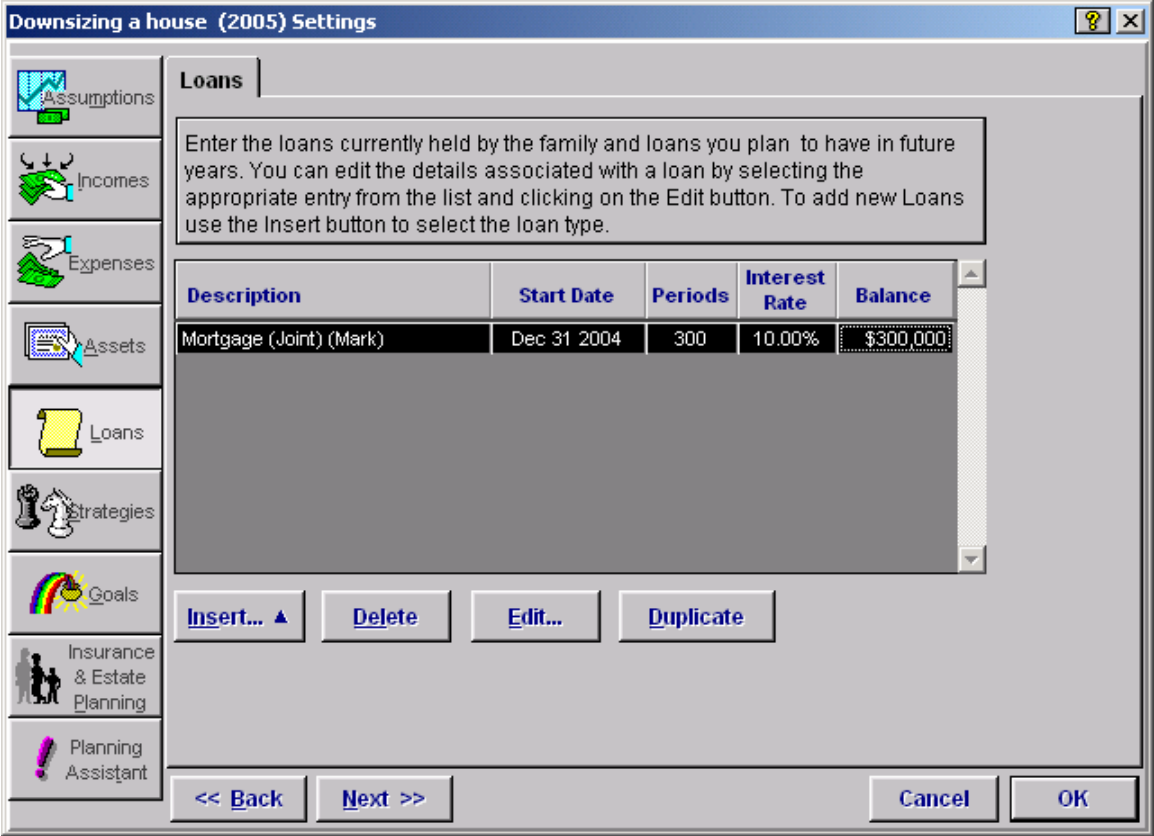 Downsizing a house (2005) Settings
Assumptions
Incomes
Expenses
Assets
Loans
Strategies
Goals
Insurance
& Estate
Planning
Planning
Assistant
Loans
Enter the loans currently held by the family and loans you plan to have in future
years. You can edit the details associated with a loan by selecting the
appropriate entry from the list and clicking on the Edit button. To add new Loans
use the Insert button to select the loan type.
Description Start Date Periods Interest Rate Balance
Mortgage (Joint) (Mark) Dec 31 2004 300 10.00% $300,000
Insert... ▲ Delete Edit... Duplicate
<< Back Next >> Cancel OK